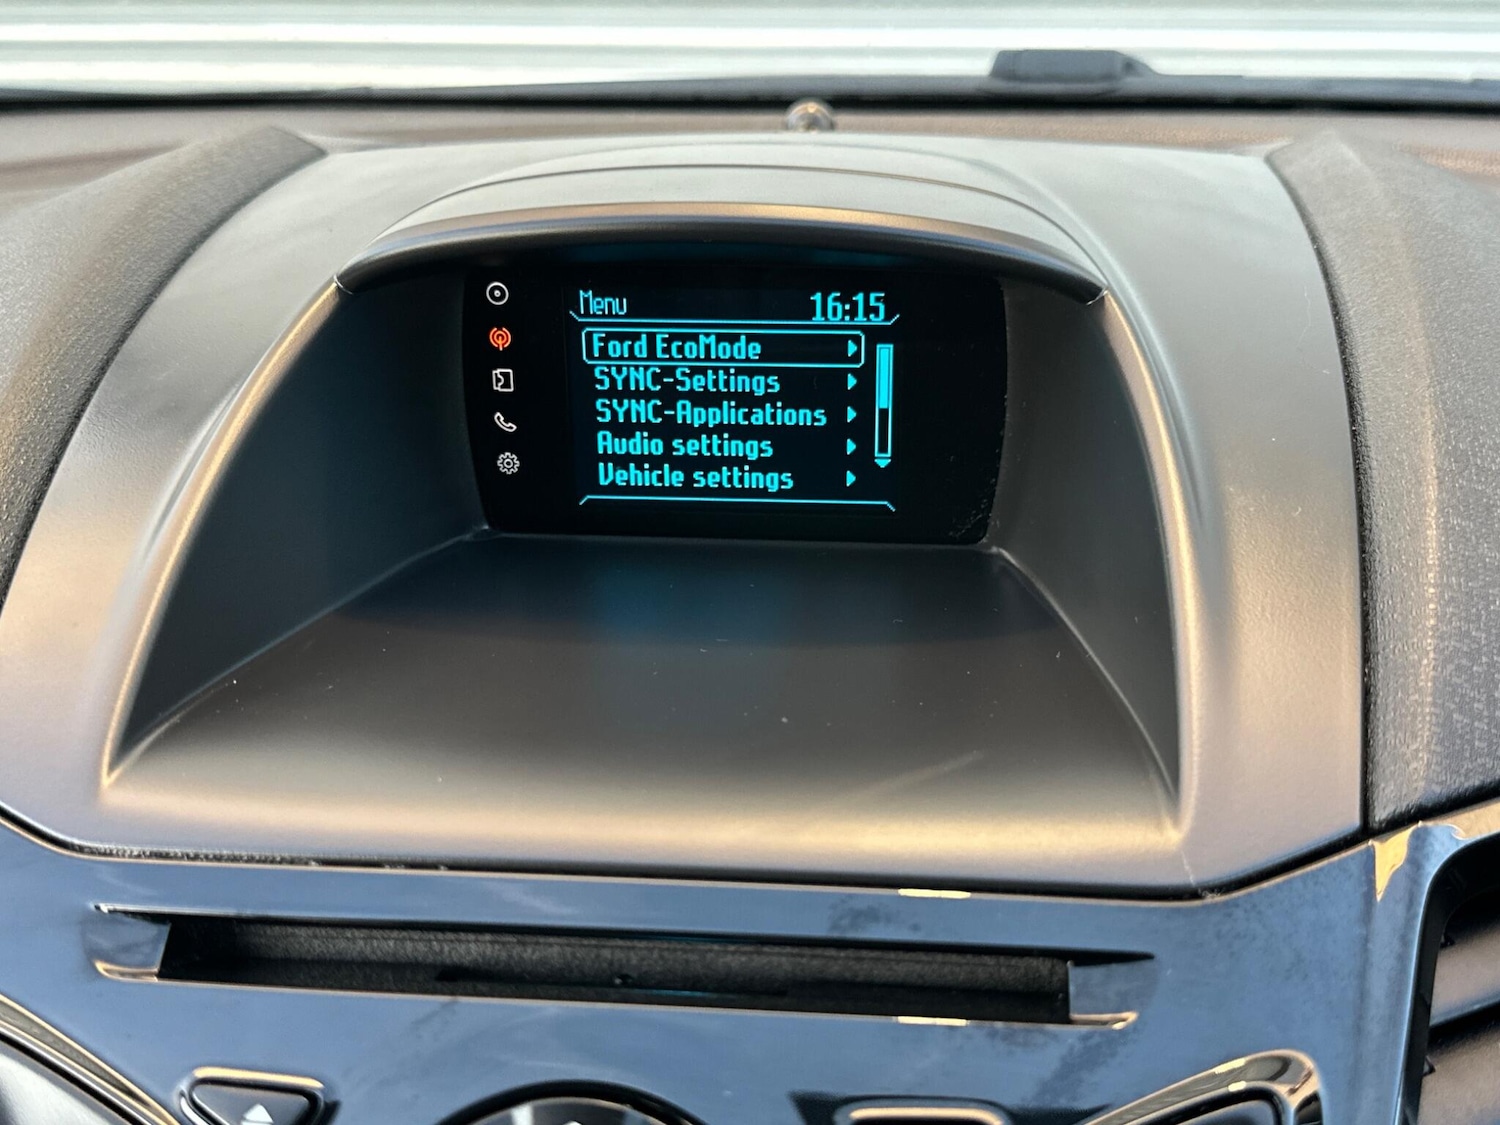 Menu 16:15
Ford EcoMode
SYNC-Settings
SYNC-Applications
Audio settings
Vehicle settings